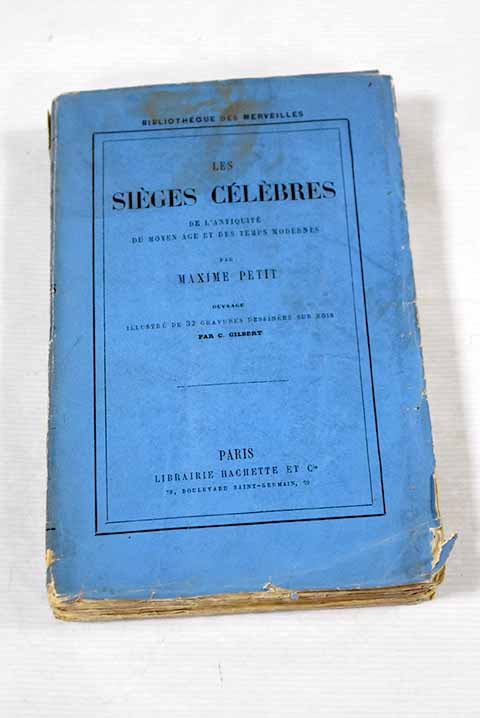 BIBLIOTHÈQUE DES MERVEILLES
LES
SIÈGES CÉLÈBRES
DE L'ANTIQUITÉ
DU MOYEN AGE ET DES TEMPS MODERNES
PAR
MAXIME PETIT
OUVRAGE
ILLUSTRÉ DE 32 GRAVURES DESSINÉES SUR BOIS
PAR C. GILBERT
PARIS
LIBRAIRIE HACHETTE ET Cie
79, BOULEVARD SAINT-GERMAIN, 79